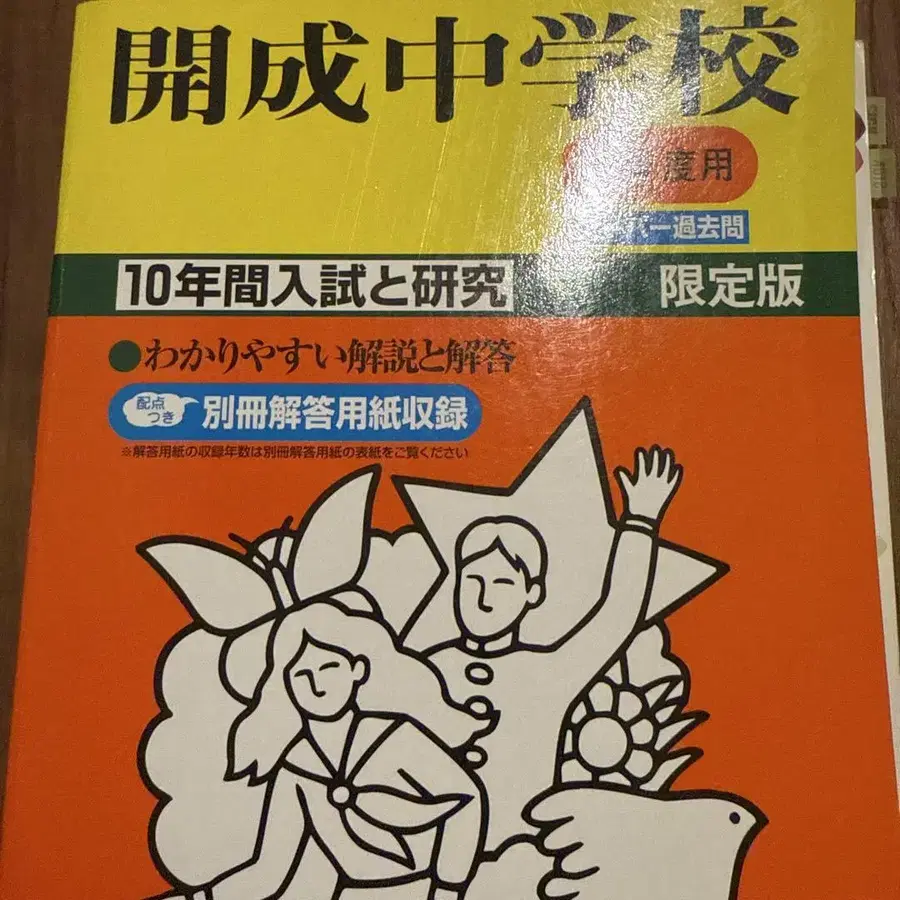 開成中学校
度用
過去問
10年間入試と研究
限定版
●わかりやすい解説と解答
配点
つき
別冊解答用紙収録
※解答用紙の収録年数は別冊解答用紙の表紙をご覧ください